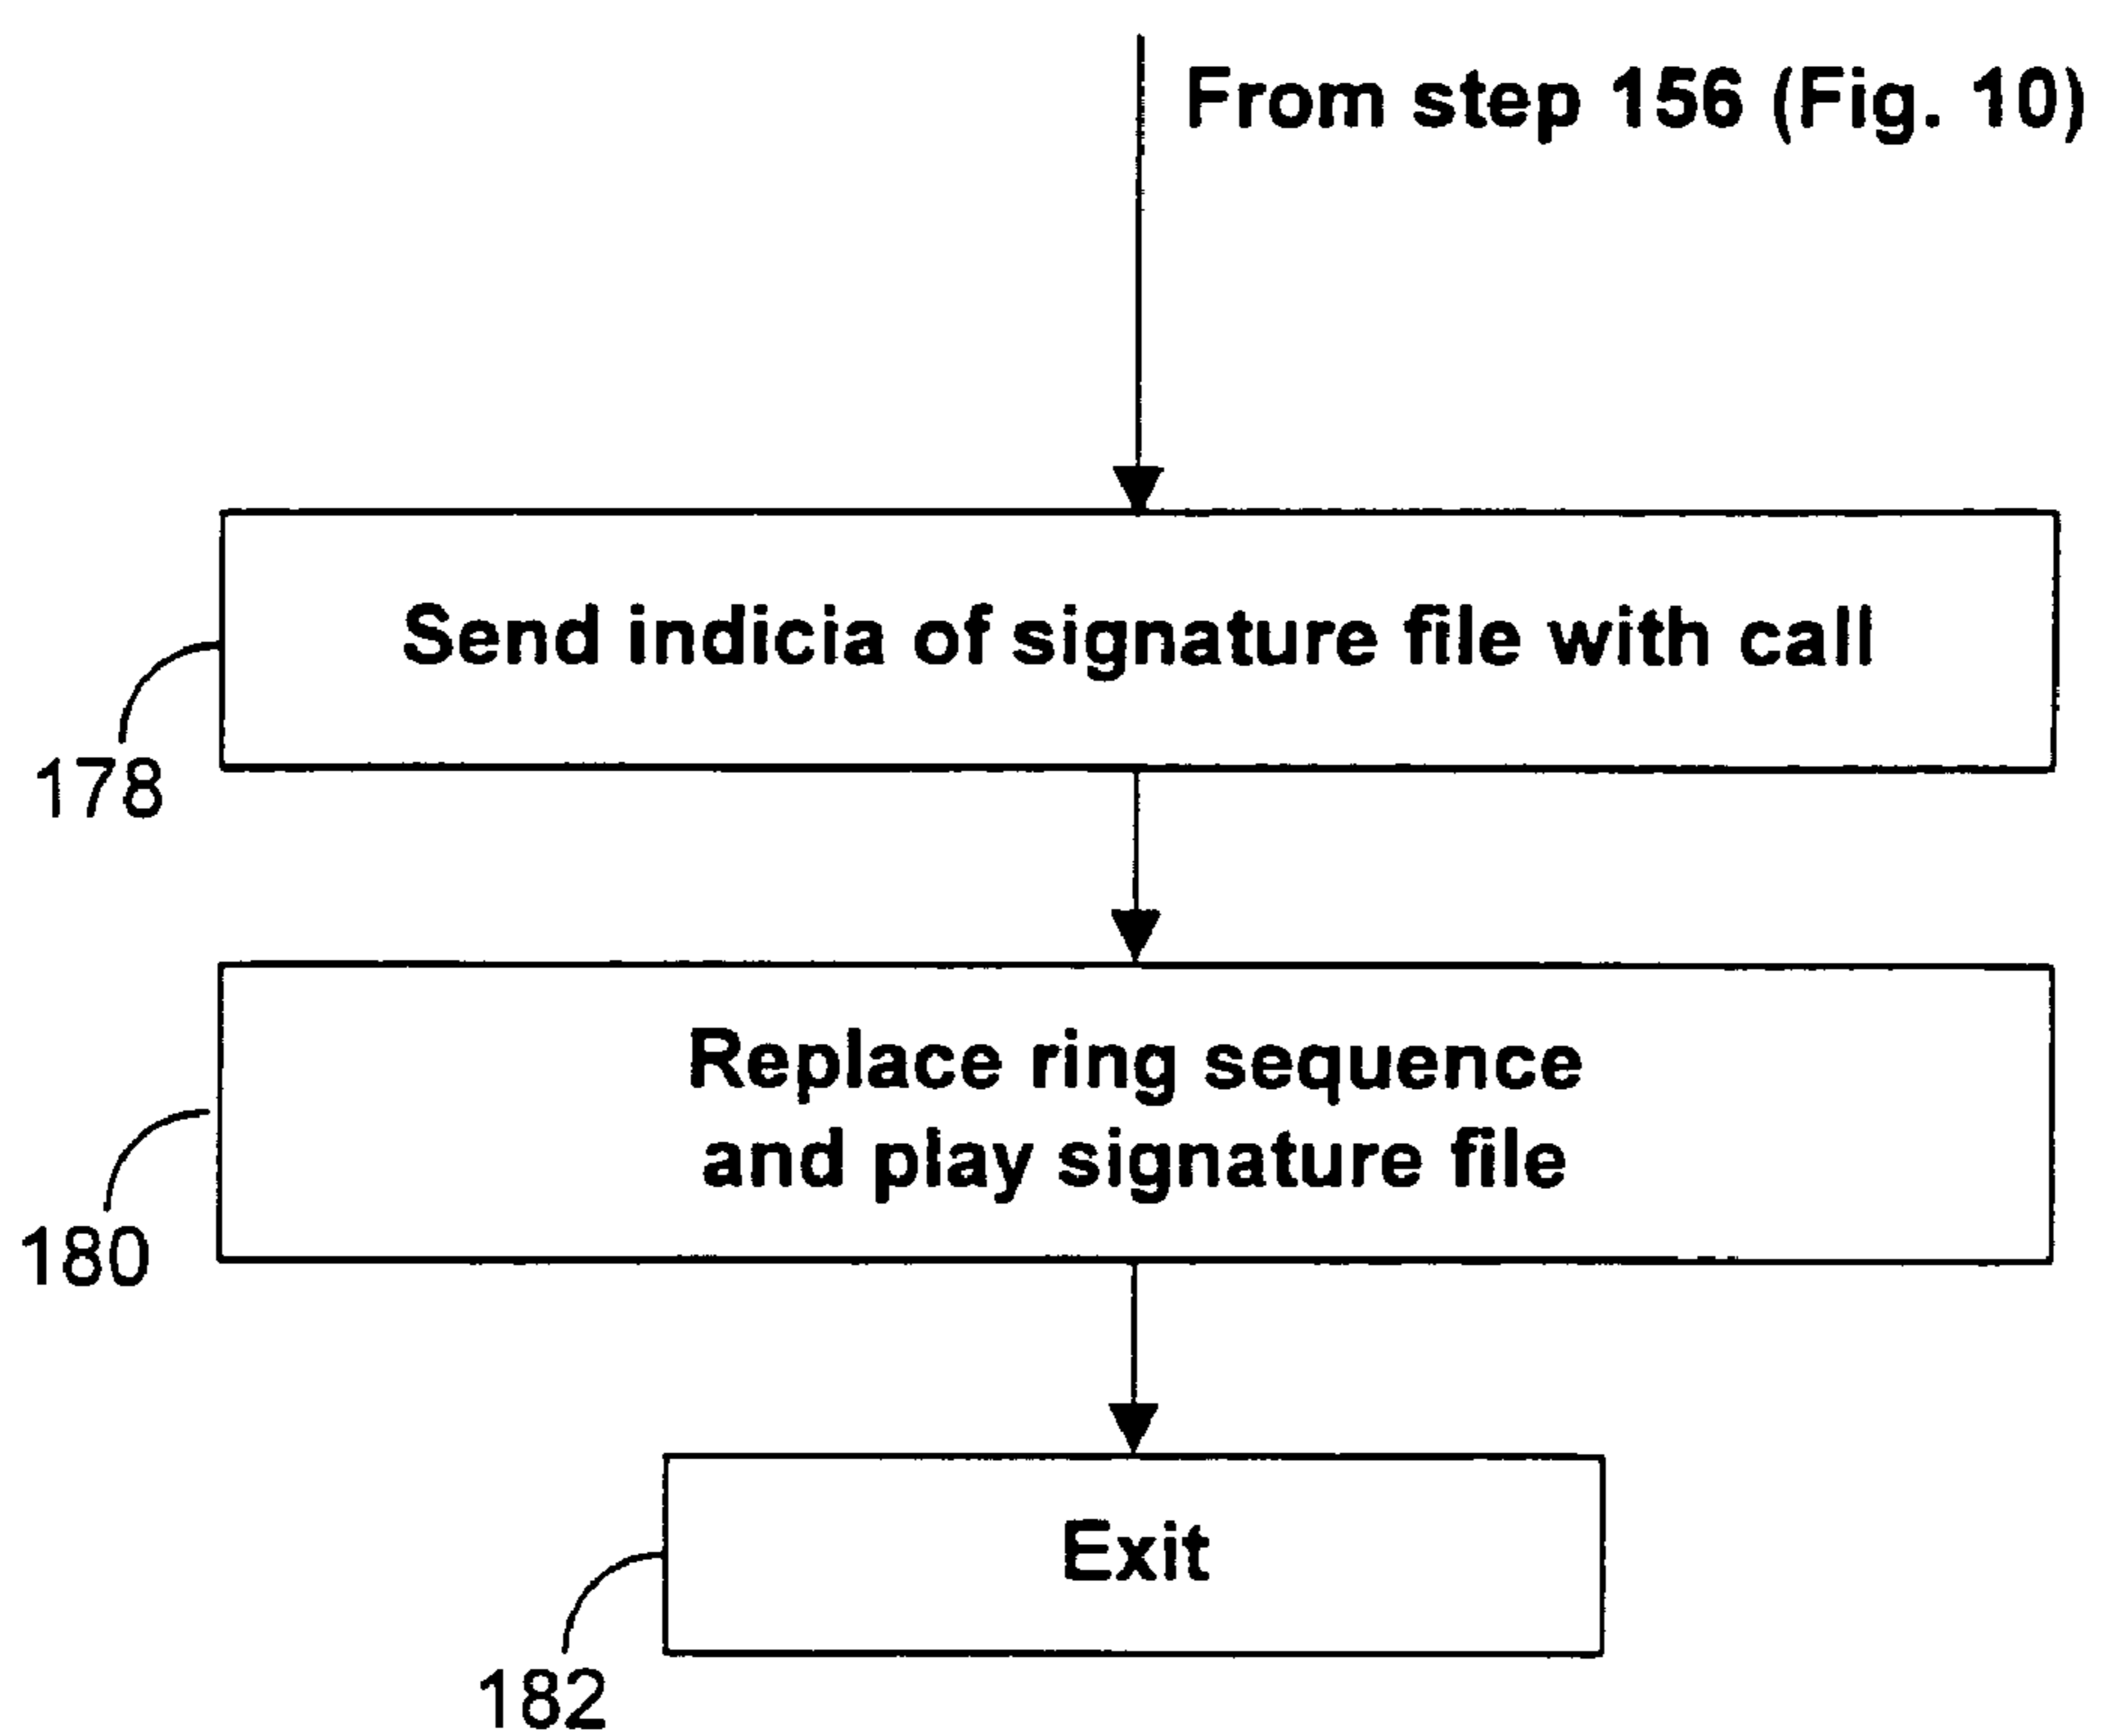 From step 156 (Fig. 10)
Send indicia of signature file with call
178
Replace ring sequence
and play signature file
180
Exit
182